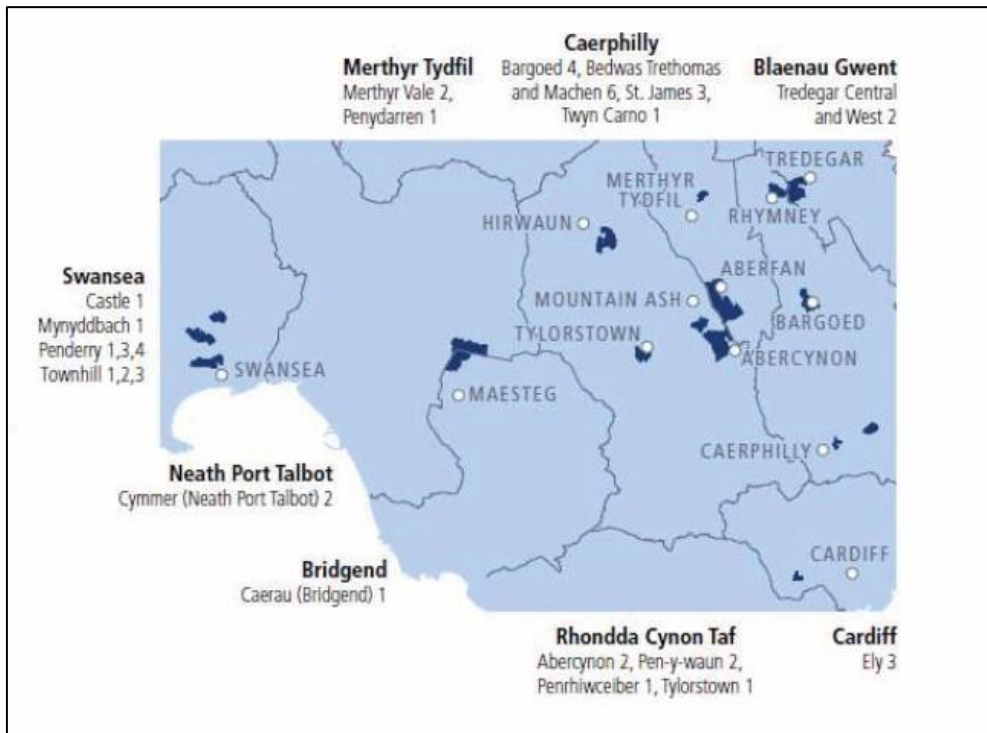 Caerphilly
Merthyr Tydfil
Bargoed 4, Bedwas Trethomas
Blaenau Gwent
Merthyr Vale 2,
and Machen 6, St. James 3,
Tredegar Central
Penydarren 1
Twyn Carno 1
and West 2
TREDEGAR
MERTHYR
TYDFIL
RHYMNEY
HIRWAUN
ABERFAN
Swansea
Castle 1
MOUNTAIN ASH
BARGOED
Mynyddbach 1
TYLORSTOWN
Penderry 1,3,4
ABERCYNON
Townhill 1,2,3
SWANSEA
MAESTEG
CAERPHILLY
Neath Port Talbot
Cymmer (Neath Port Talbot) 2
CARDIFF
Bridgend
Caerau (Bridgend) 1
Rhondda Cynon Taf
Cardiff
Abercynon 2, Pen-y-waun 2,
Ely 3
Penrhiwceiber 1, Tylorstown 1